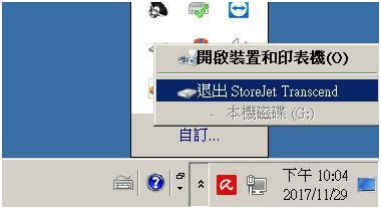 開啟裝置和印表機(O)
退出 StoreJet Transcend
- 本機磁碟 (G:)
自訂...
下午 10:04
2017/11/29